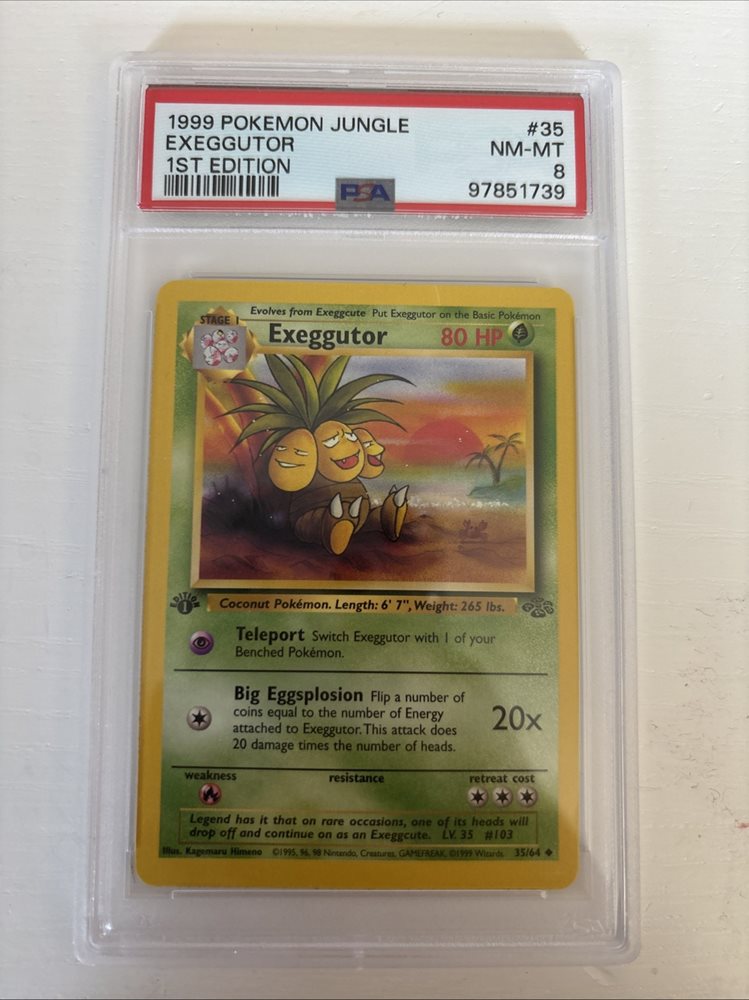 1999 POKEMON JUNGLE #35
EXEGGUTOR NM-MT
1ST EDITION 8
PSA 97851739
Evolves from Exeggcute Put Exeggutor on the Basic Pokémon
STAGE 1
Exeggutor 80 HP
EDITION 1
Coconut Pokémon. Length: 6' 7", Weight: 265 lbs.
Teleport Switch Exeggutor with 1 of your
Benched Pokémon.
Big Eggsplosion Flip a number of
coins equal to the number of Energy
attached to Exeggutor. This attack does
20 damage times the number of heads.
20x
weakness resistance retreat cost
Legend has it that on rare occasions, one of its heads will
drop off and continue on as an Exeggcute. LV. 35 #103
Illus. Kagemaru Himeno ©1995, 96, 98 Nintendo, Creatures, GAMEFREAK. ©1999 Wizards. 35/64